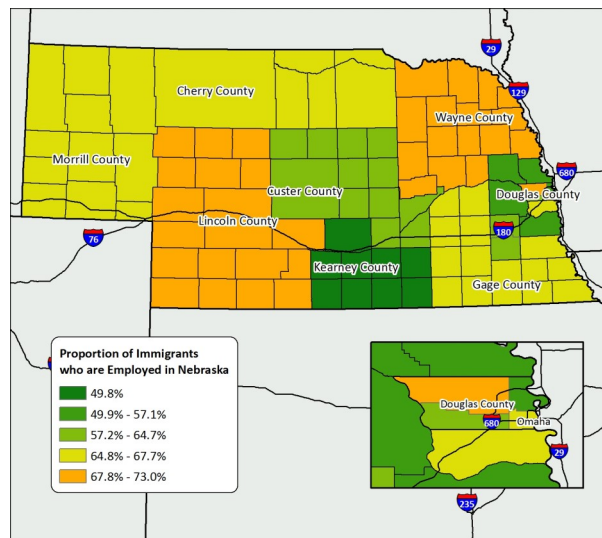 29
129
Cherry County
Wayne County
Morrill County
680
Douglas County
Custer County
Lincoln County
180
76
Kearney County
Gage County
Proportion of Immigrants
who are Employed in Nebraska
49.8%
49.9% - 57.1%
57.2% - 64.7%
64.8% - 67.7%
67.8% - 73.0%
Douglas County
680
Omaha
29
235